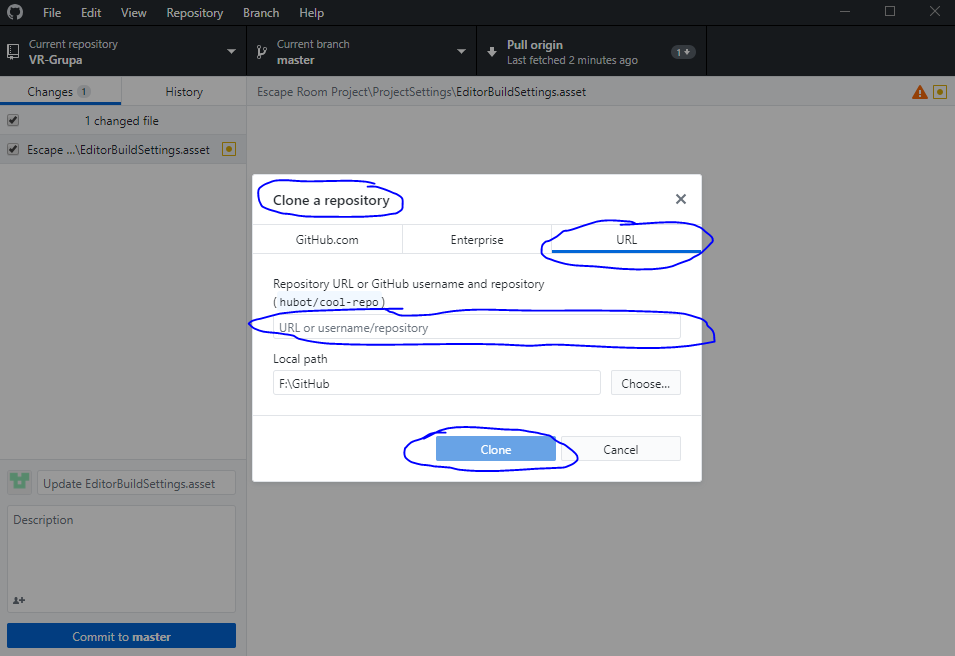 File Edit View Repository Branch Help
Current repository
VR-Grupa
Current branch
master
Pull origin
Last fetched 2 minutes ago
1
Changes 1
History
Escape Room Project\ProjectSettings\EditorBuildSettings.asset
1 changed file
Escape ...\EditorBuildSettings.asset
Clone a repository
GitHub.com
Enterprise
URL
Repository URL or GitHub username and repository
(hubot/cool-repo)
URL or username/repository
Local path
F:\GitHub
Choose...
Clone
Cancel
Update EditorBuildSettings.asset
Description
Commit to master